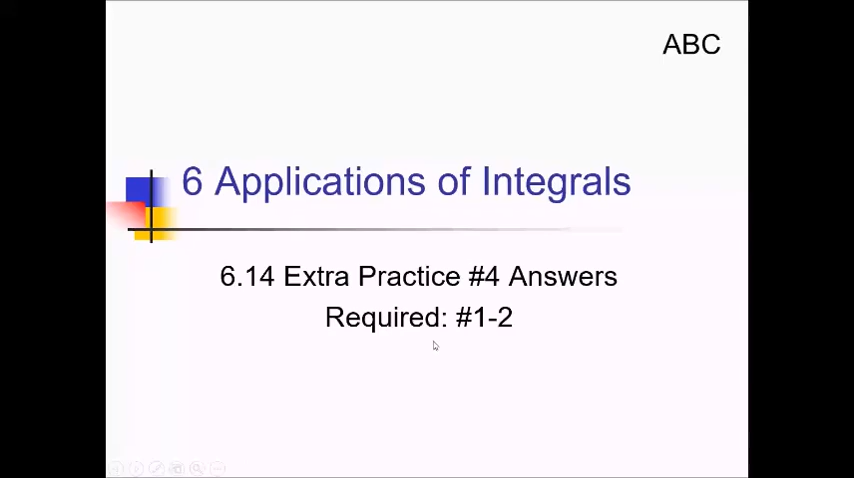 ABC
6 Applications of Integrals
6.14 Extra Practice #4 Answers
Required: #1-2